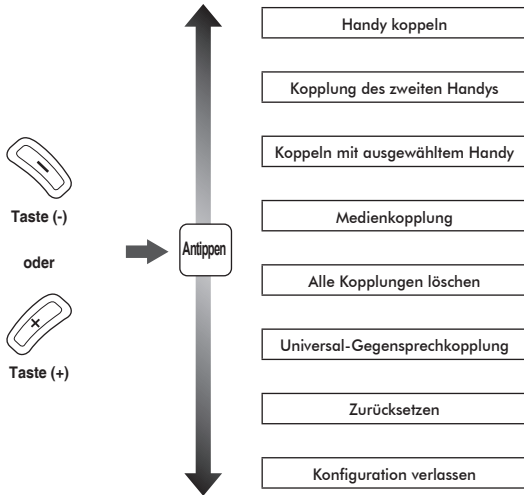 Taste (-)
oder
Taste (+)
Antippen
Handy koppeln
Kopplung des zweiten Handys
Koppeln mit ausgewähltem Handy
Medienkopplung
Alle Kopplungen löschen
Universal-Gegensprechkopplung
Zurücksetzen
Konfiguration verlassen